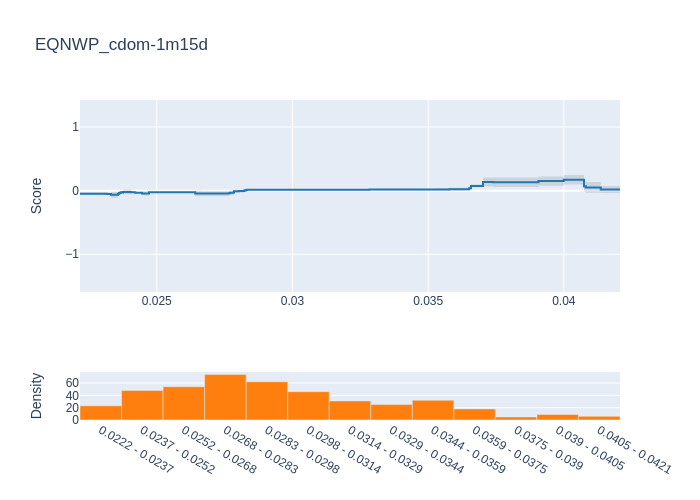 EQNWP_cdom-1m15d
Score
1
0
−1
0.025
0.03
0.035
0.04
Density
60
40
20
0
0.0222 - 0.0237
0.0237 - 0.0252
0.0252 - 0.0268
0.0268 - 0.0283
0.0283 - 0.0298
0.0298 - 0.0314
0.0314 - 0.0329
0.0329 - 0.0344
0.0344 - 0.0359
0.0359 - 0.0375
0.0375 - 0.039
0.039 - 0.0405
0.0405 - 0.0421